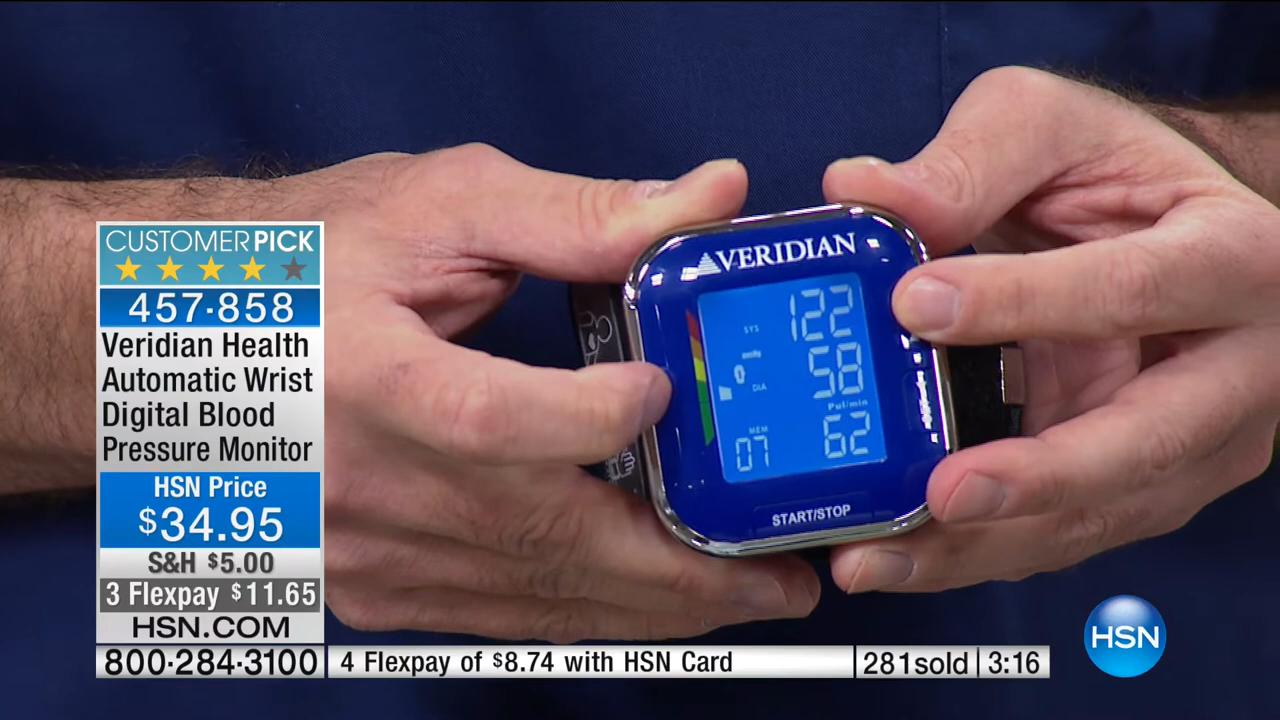 CUSTOMER PICK
457·858
Veridian Health
Automatic Wrist
Digital Blood
Pressure Monitor
HSN Price
$34.95
S&H $5.00
3 Flexpay $11.65
HSN.COM
800·284·3100
4 Flexpay of $8.74 with HSN Card
281sold
3:16
VERIDIAN
SYS
122
mmHg
DIA
58
Pul/min
MEM
07
62
START/STOP
HSN